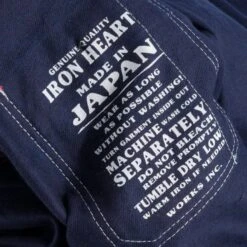 GENUINE QUALITY
IRON HEART
MADE IN
JAPAN
WEAR AS LONG
AS POSSIBLE
WITHOUT WASHING!
TURN GARMENT INSIDE OUT
MACHINE WASH COLD
SEPARATELY
DO NOT BLEACH
REMOVE PROMPTLY
TUMBLE DRY LOW
WARM IRON IF NEEDED
WORKS INC.